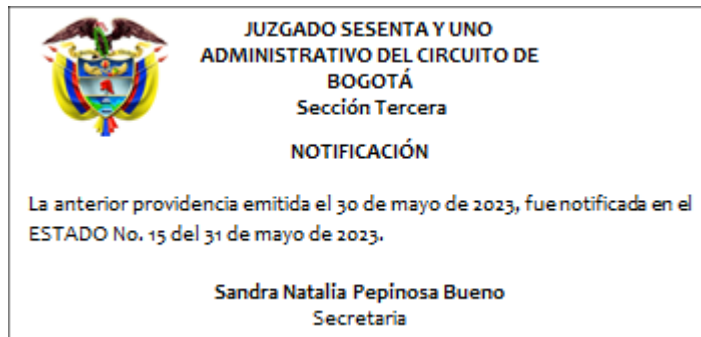 JUZGADO SESENTA Y UNO
ADMINISTRATIVO DEL CIRCUITO DE
BOGOTÁ
Sección Tercera
NOTIFICACIÓN
La anterior providencia emitida el 30 de mayo de 2023, fue notificada en el
ESTADO No. 15 del 31 de mayo de 2023.
Sandra Natalia Pepinosa Bueno
Secretaria